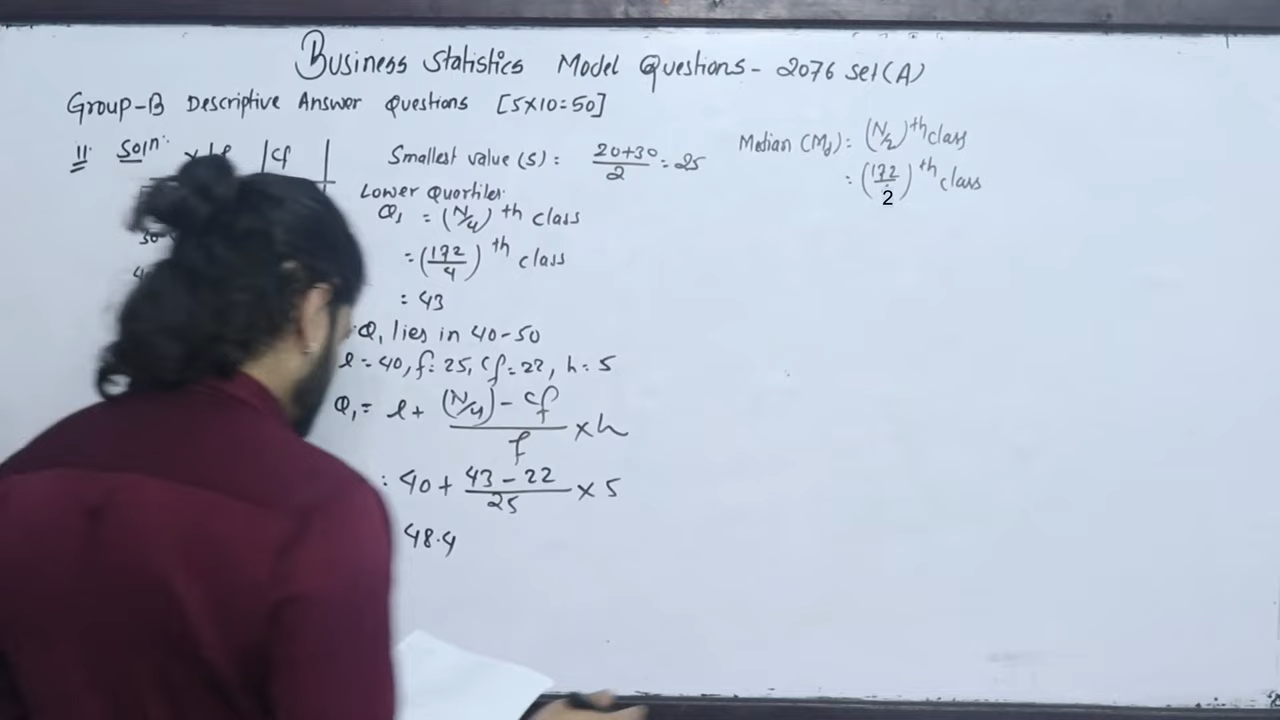 Business Statistics Model Questions - 2076 Set(A)
Group-B Descriptive Answer Questions [5X10=50]
11. Soln:
x | f | cf
30-
Smallest value (S) = 20+30/2 = 25
Lower Quartiles:
Q₁ = (N/4)th class
= (172/4)th class
= 43
Q₁ lies in 40-50
l = 40, f = 25, cf = 22, h = 5
Q₁ = l + (N/4) - cf / f × h
= 40 + 43 - 22 / 25 × 5
48.4
Median (Md) = (N/2)th class
= (172/2)th class